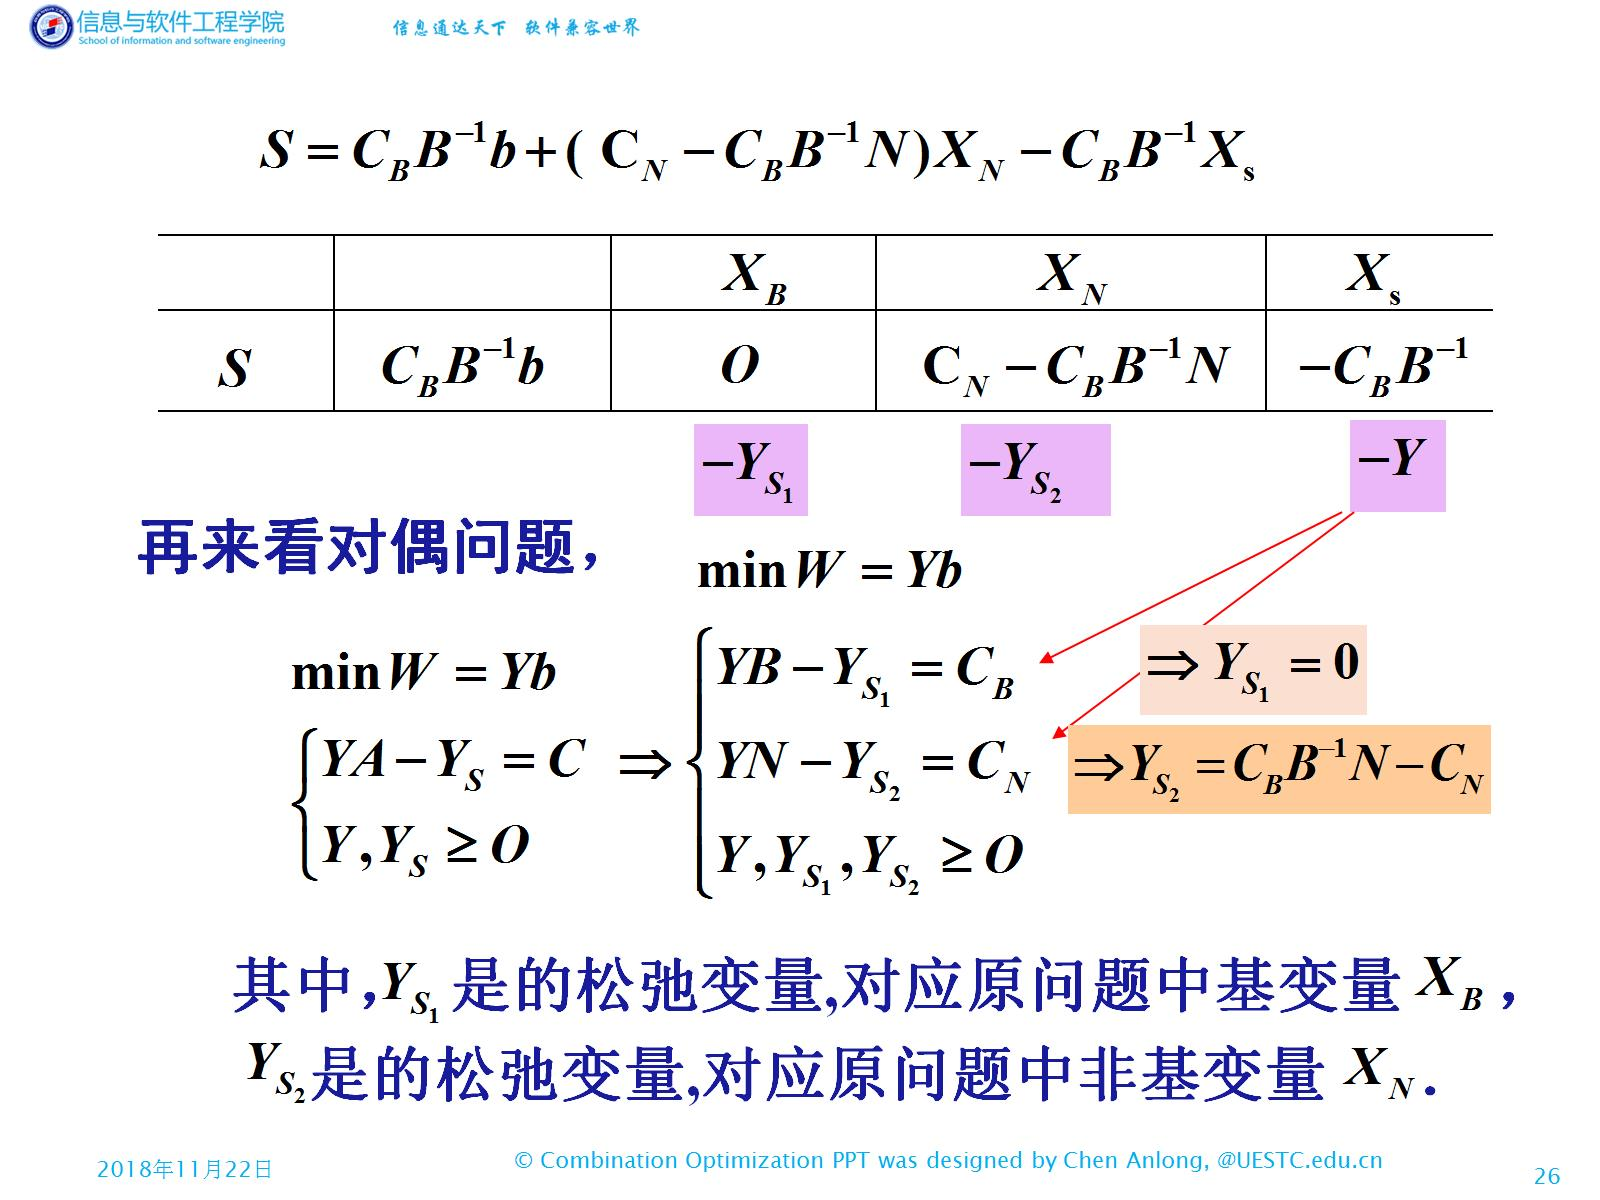 信息与软件工程学院
School of information and software engineering
信息通达天下 软件兼容世界
S = C_B B^{-1} b + ( C_N − C_B B^{-1} N ) X_N − C_B B^{-1} X_s
X_B X_N X_s
S C_B B^{-1} b O C_N − C_B B^{-1} N −C_B B^{-1}
−Y_{S_1} −Y_{S_2} −Y
再来看对偶问题，
min W = Yb
YA − Y_S = C
Y , Y_S ≥ O
⇒
min W = Yb
YB − Y_{S_1} = C_B
YN − Y_{S_2} = C_N
Y , Y_{S_1} , Y_{S_2} ≥ O
⇒ Y_{S_1} = 0
⇒ Y_{S_2} = C_B B^{-1} N − C_N
其中，Y_{S_1} 是的松弛变量,对应原问题中基变量 X_B ，
Y_{S_2} 是的松弛变量,对应原问题中非基变量 X_N .
2018年11月22日
© Combination Optimization PPT was designed by Chen Anlong, @UESTC.edu.cn
26